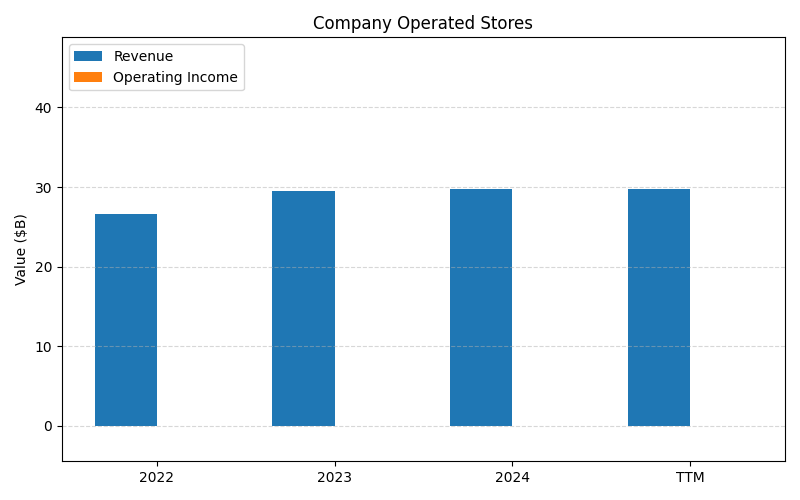 Company Operated Stores
Revenue
Operating Income
Value ($B)
40
30
20
10
0
2022
2023
2024
TTM